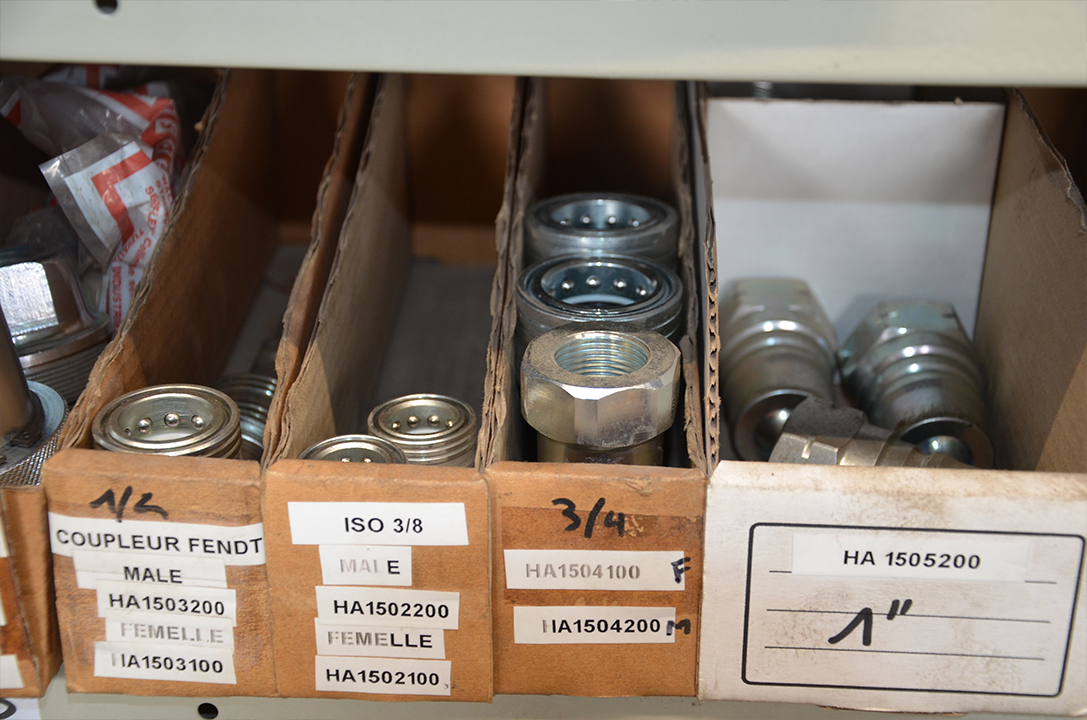 1/2
COUPLEUR FENDT
MALE
HA1503200
FEMELLE
HA1503100
ISO 3/8
MALE
HA1502200
FEMELLE
HA1502100
3/4
HA1504100 F
HA1504200 M
HA 1505200
1"